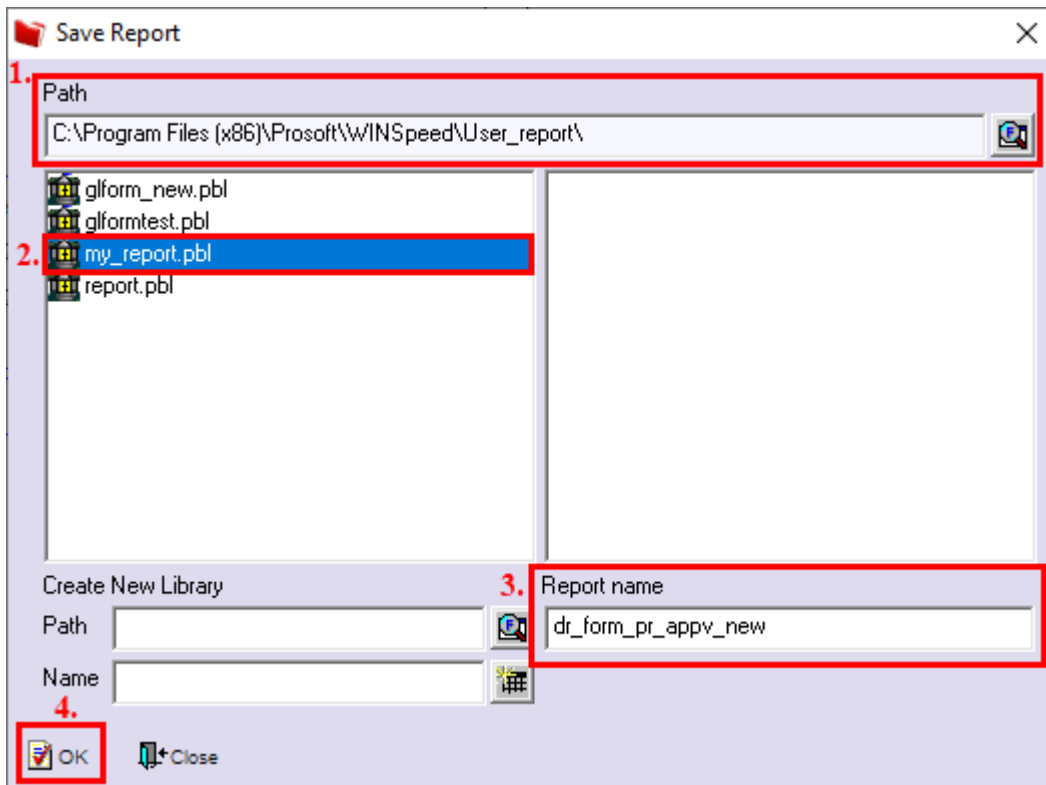 Save Report
1.
Path
C:\Program Files (x86)\Prosoft\WINSpeed\User_report\
glform_new.pbl
glformtest.pbl
2. my_report.pbl
report.pbl
Create New Library
Path
Name
3. Report name
dr_form_pr_appv_new
4.
OK
Close